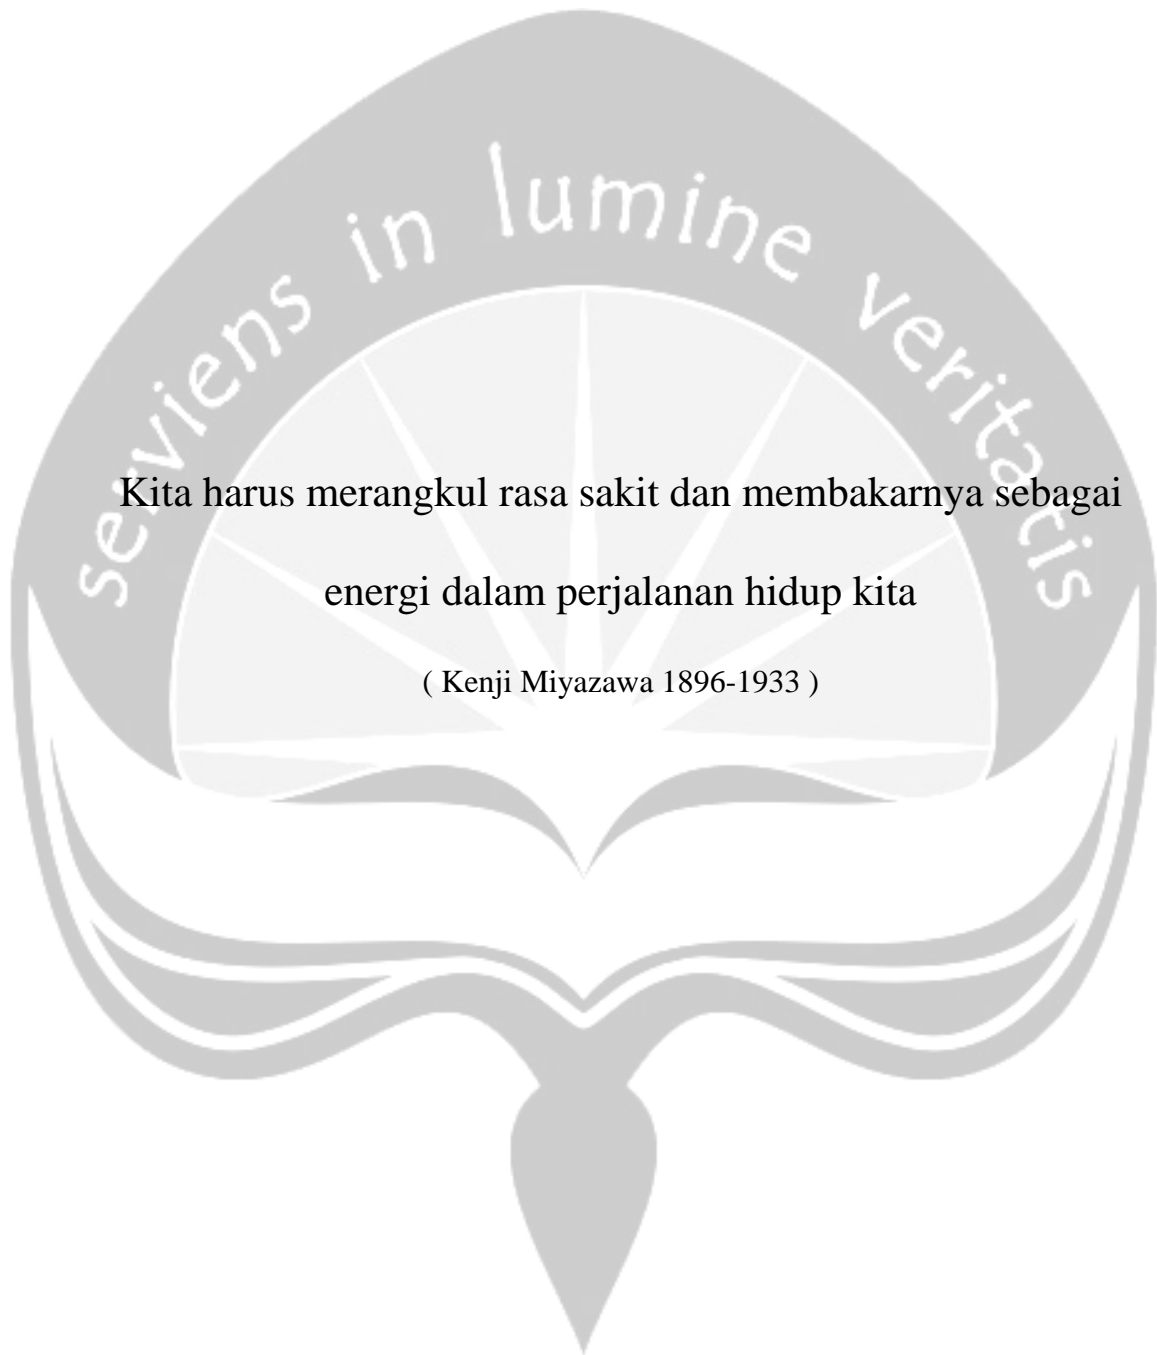 serviens in lumine veritatis
Kita harus merangkul rasa sakit dan membakarnya sebagai
energi dalam perjalanan hidup kita
( Kenji Miyazawa 1896-1933 )